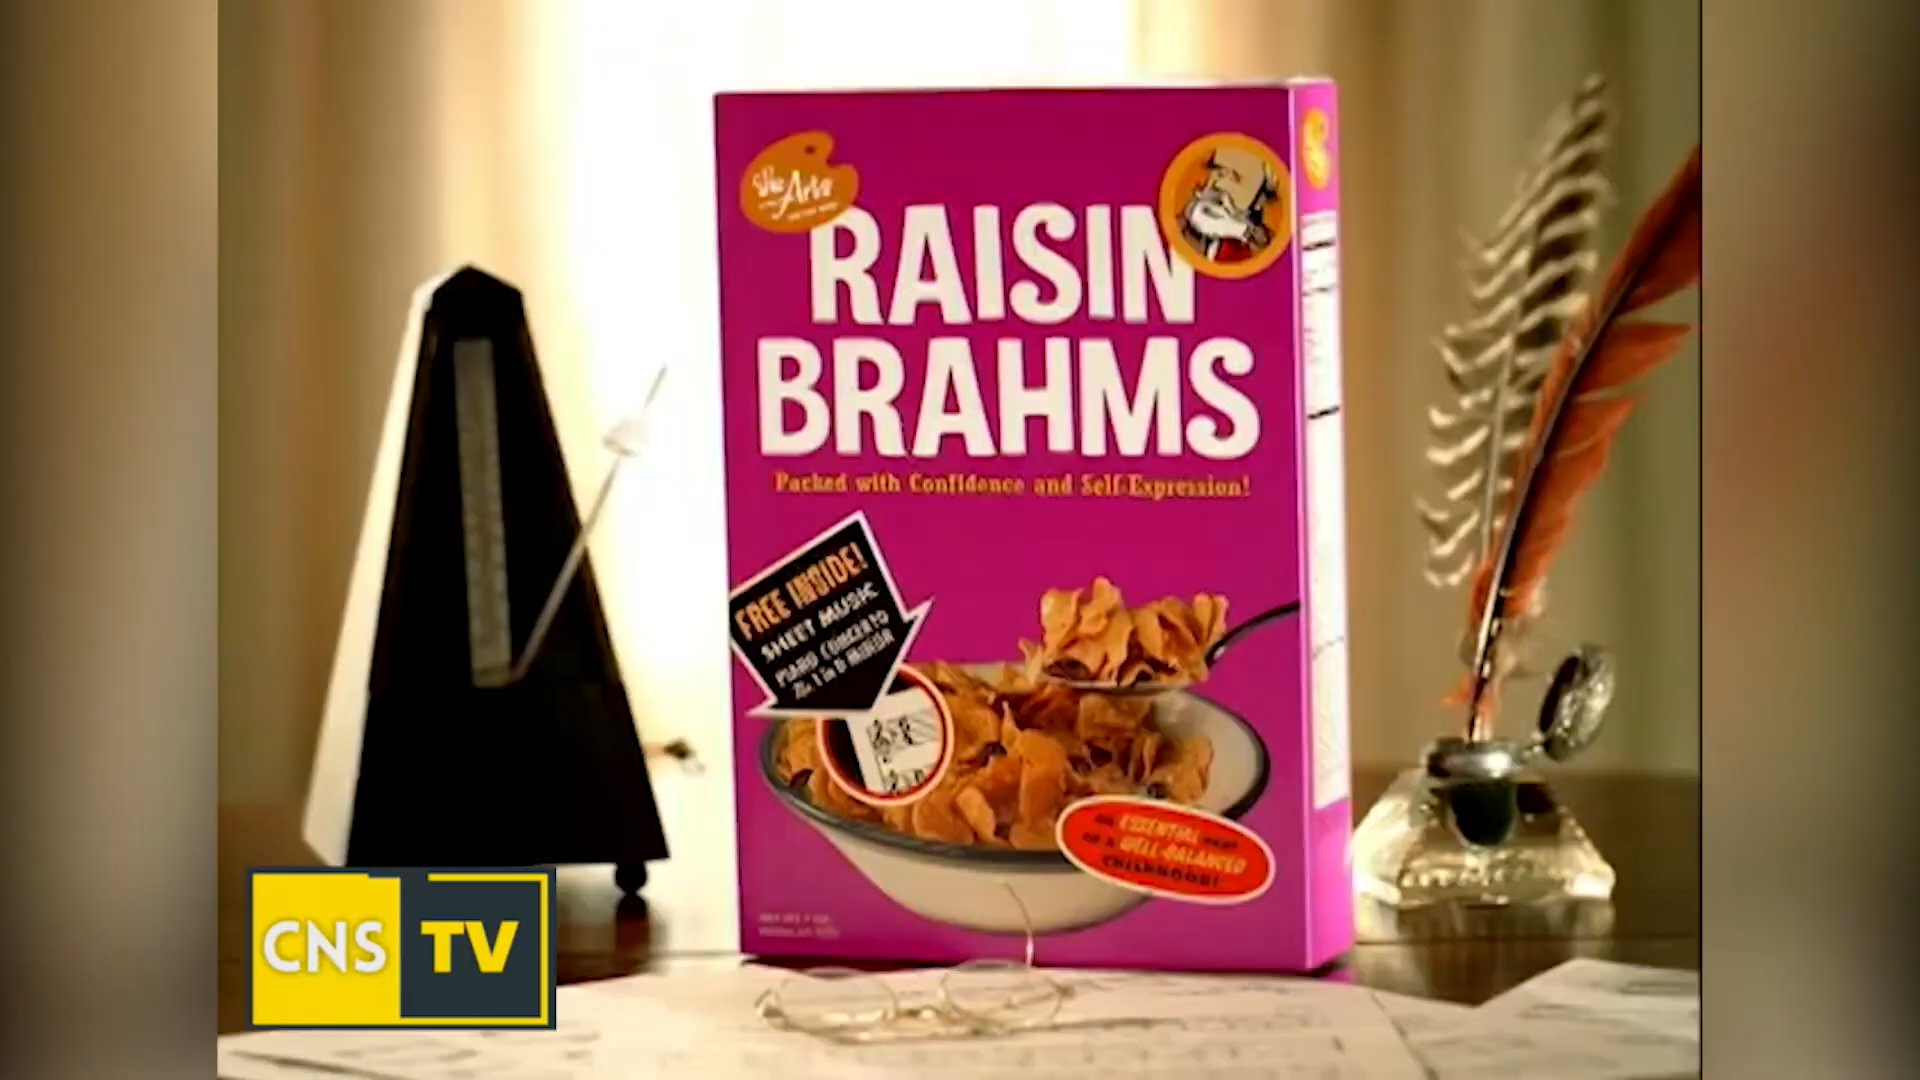 The Arts
RAISIN
BRAHMS
Packed with Confidence and Self-Expression!
FREE INSIDE!
SHEET MUSIC
PIANO CONCERTO
No. 1 in D MINOR
AN ESSENTIAL PART
OF A WELL-BALANCED
CHILDHOOD!
CNS TV